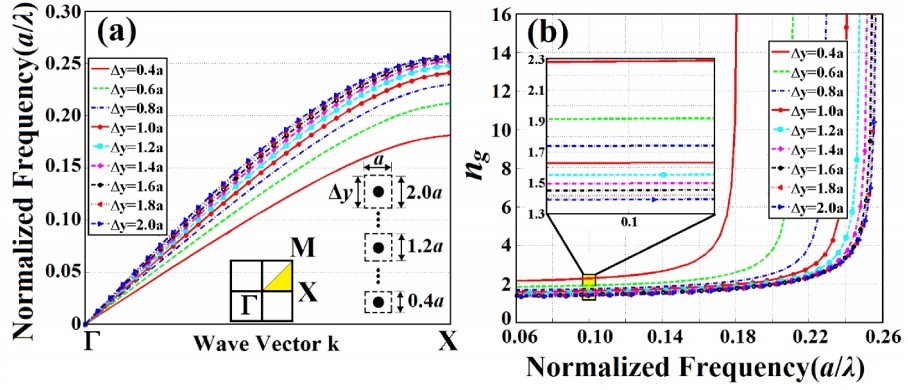 (a)
Normalized Frequency(a/λ)
0.30
0.25
0.20
0.15
0.10
0.05
0
Δy=0.4a
Δy=0.6a
Δy=0.8a
Δy=1.0a
Δy=1.2a
Δy=1.4a
Δy=1.6a
Δy=1.8a
Δy=2.0a
a
Δy
2.0a
1.2a
0.4a
M
Γ
X
Γ
Wave Vector k
X
(b)
n_g
16
14
12
10
8
6
4
2
0
2.3
2.1
1.9
1.7
1.5
1.3
0.1
Δy=0.4a
Δy=0.6a
Δy=0.8a
Δy=1.0a
Δy=1.2a
Δy=1.4a
Δy=1.6a
Δy=1.8a
Δy=2.0a
0.06
0.10
0.14
0.18
0.22
0.26
Normalized Frequency(a/λ)